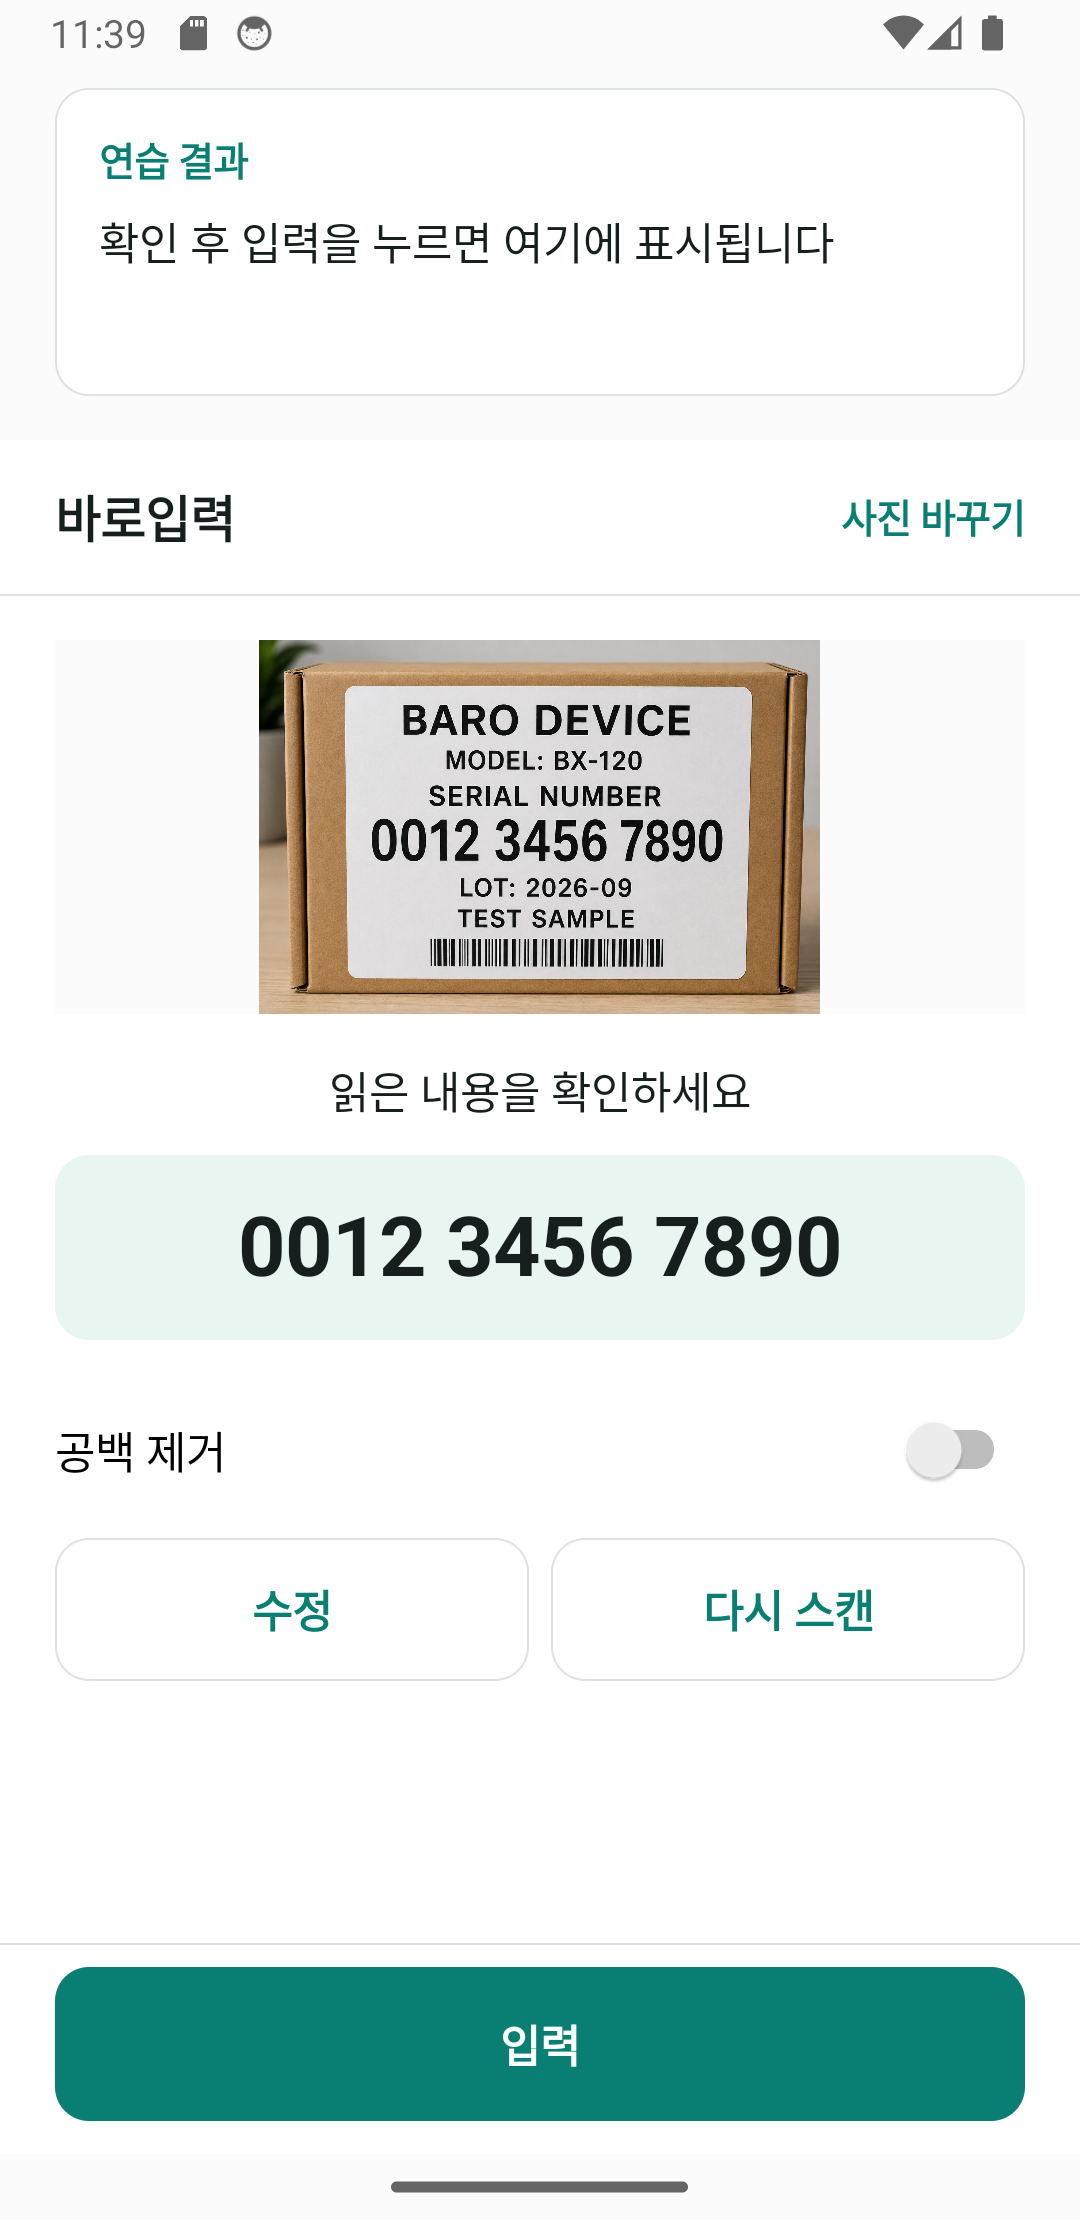 11:39
연습 결과
확인 후 입력을 누르면 여기에 표시됩니다
바로입력
사진 바꾸기
BARO DEVICE
MODEL: BX-120
SERIAL NUMBER
0012 3456 7890
LOT: 2026-09
TEST SAMPLE
읽은 내용을 확인하세요
0012 3456 7890
공백 제거
수정
다시 스캔
입력